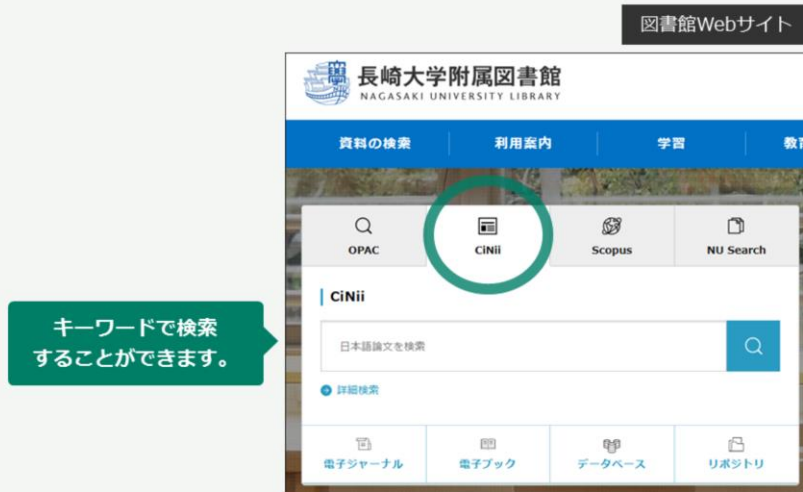 図書館Webサイト
長崎大学附属図書館
NAGASAKI UNIVERSITY LIBRARY
資料の検索 利用案内 学習 教育
OPAC CiNii Scopus NU Search
CiNii
キーワードで検索
することができます。
日本語論文を検索
詳細検索
電子ジャーナル 電子ブック データベース リポジトリ